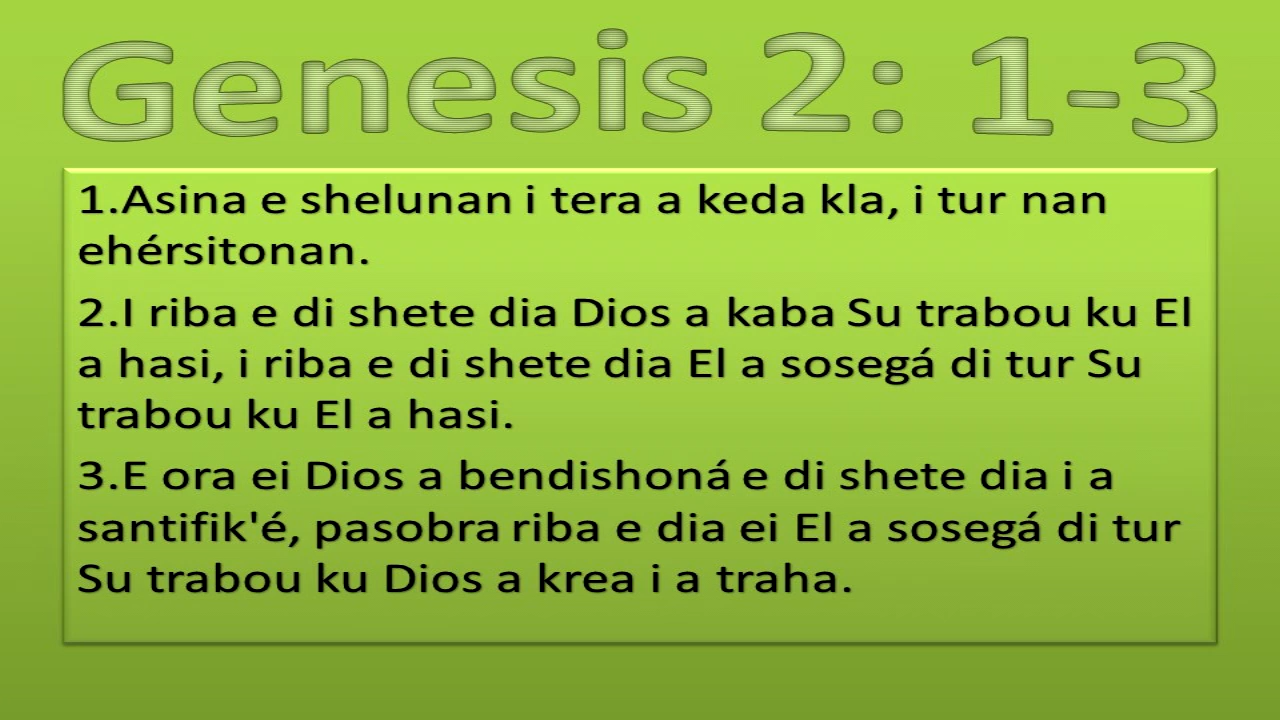 Genesis 2: 1-3
1.Asina e shelunan i tera a keda kla, i tur nan
ehérsitonan.
2.I riba e di shete dia Dios a kaba Su trabou ku El
a hasi, i riba e di shete dia El a sosegá di tur Su
trabou ku El a hasi.
3.E ora ei Dios a bendishoná e di shete dia i a
santifik'é, pasobra riba e dia ei El a sosegá di tur
Su trabou ku Dios a krea i a traha.